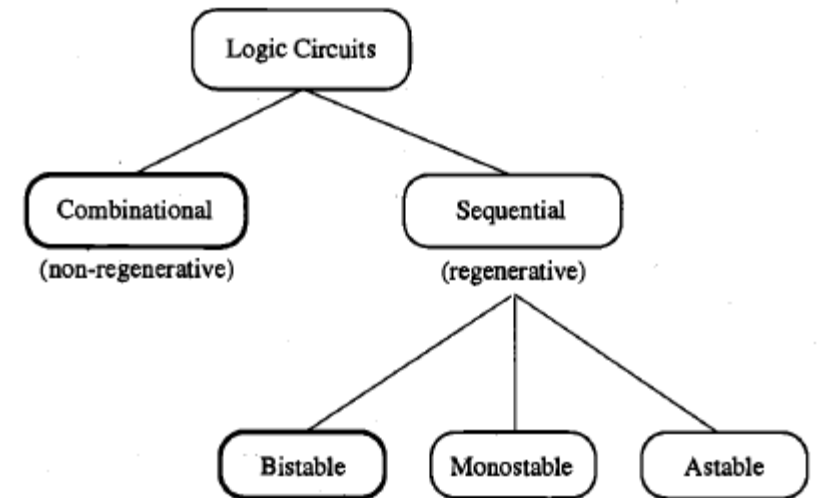 Logic Circuits
Combinational
Sequential
(non-regenerative)
(regenerative)
Bistable
Monostable
Astable